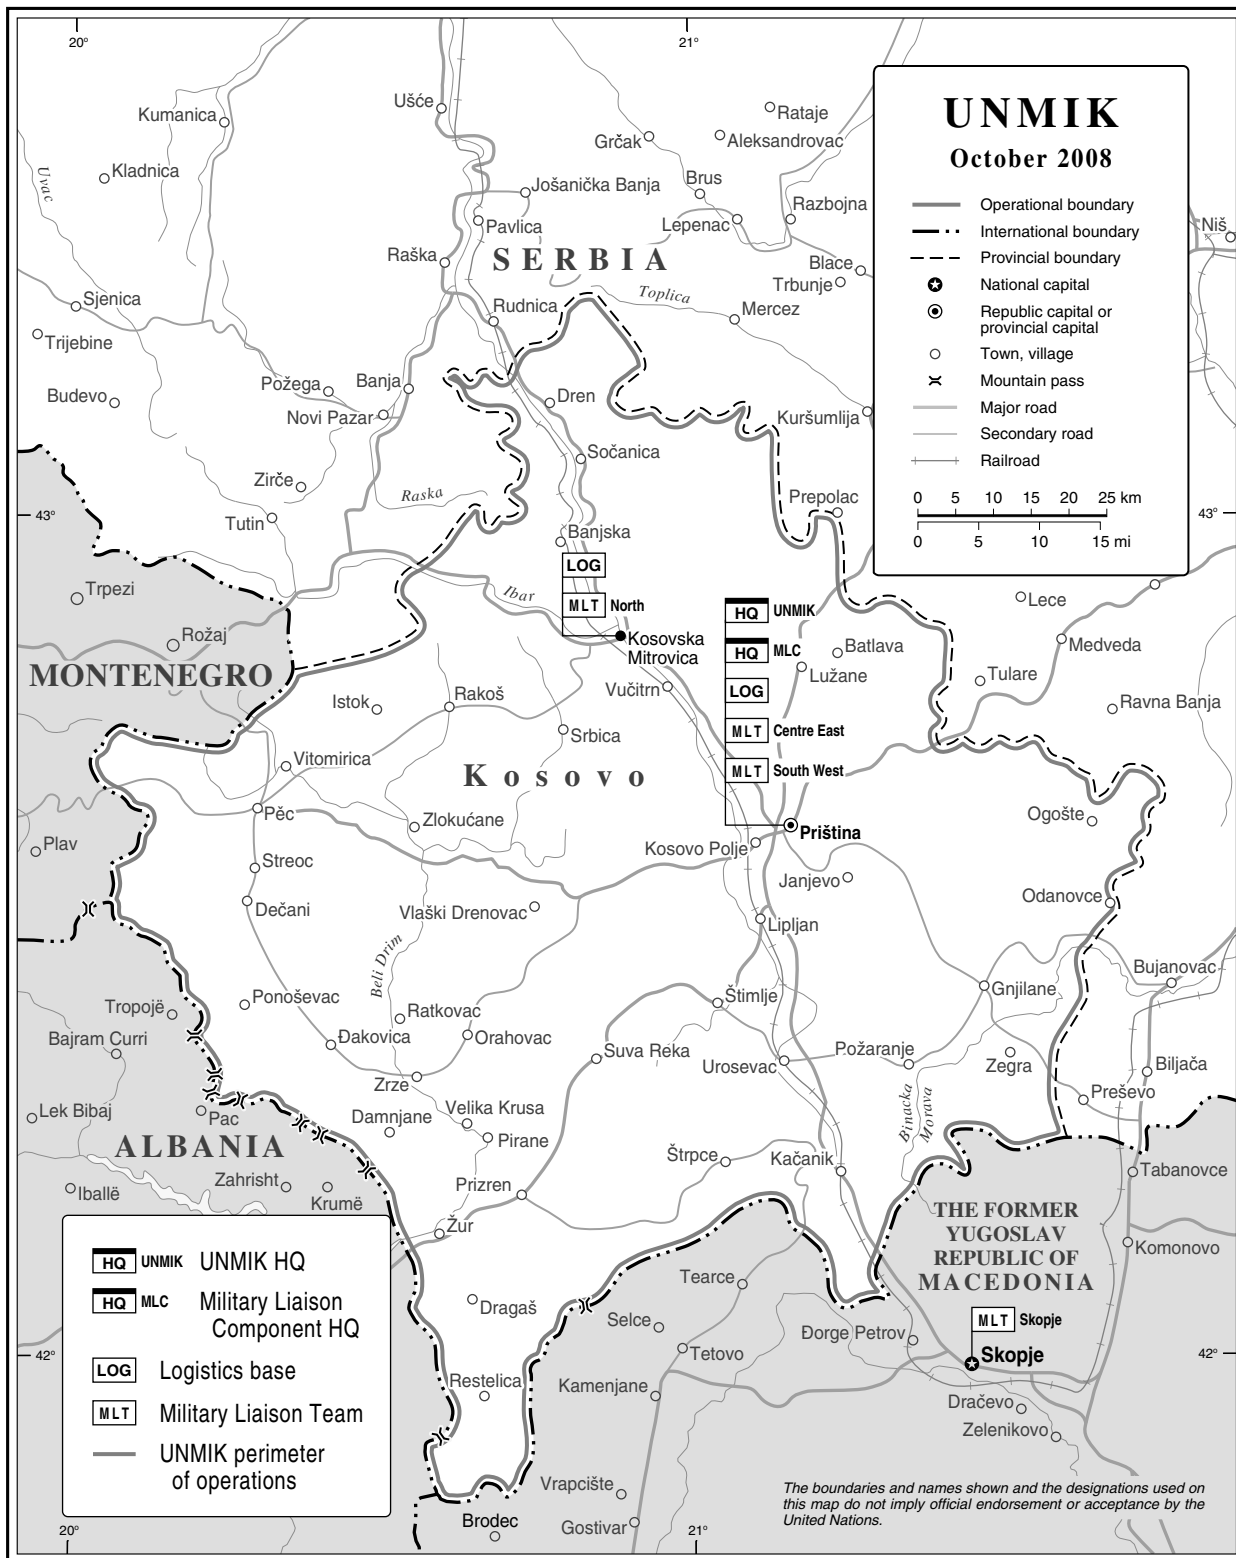 20°
21°
UNMIK
October 2008
Operational boundary
International boundary
Provincial boundary
National capital
Republic capital or
provincial capital
Town, village
Mountain pass
Major road
Secondary road
Railroad
0 5 10 15 20 25 km
0 5 10 15 mi
Ušće
Kumanica
Kladnica
Uvac
Rataje
Grčak
Aleksandrovac
Brus
Jošanička Banja
Razbojna
Lepenac
Pavlica
Niš
Raška
SERBIA
Blace
Trbunje
Toplica
Mercez
Sjenica
Rudnica
Trijebine
Požega
Banja
Budevo
Dren
Novi Pazar
Kuršumlija
Sočanica
Zirče
Raska
Prepolac
43°
43°
Tutin
Banjska
LOG
Trpezi
Ibar
MLT North
HQ UNMIK
Lece
Rožaj
Kosovska
Mitrovica
HQ MLC
Batlava
Medveda
MONTENEGRO
Lužane
Tulare
Vučitrn
LOG
Istok
Rakoš
Ravna Banja
Srbica
MLT Centre East
Vitomirica
Kosovo
MLT South West
Pěc
Zlokućane
Ogošte
Priština
Plav
Kosovo Polje
Streoc
Janjevo
Dečani
Vlaški Drenovac
Odanovce
Lipljan
Beli Drim
Bujanovac
Ponoševac
Štimlje
Gnjilane
Tropojë
Ratkovac
Bajram Curri
Đakovica
Orahovac
Suva Reka
Požaranje
Urosevac
Zegra
Biljača
Zrze
Lek Bibaj
Pac
Damnjane
Velika Krusa
Preševo
Binacka
Morava
ALBANIA
Pirane
Štrpce
Kačanik
Tabanovce
Iballë
Zahrisht
Krumë
Prizren
THE FORMER
YUGOSLAV
REPUBLIC OF
MACEDONIA
Žur
Komonovo
HQ UNMIK UNMIK HQ
HQ MLC Military Liaison
Component HQ
LOG Logistics base
MLT Military Liaison Team
UNMIK perimeter
of operations
Tearce
Dragaš
Selce
MLT Skopje
Đorge Petrov
Skopje
42°
42°
Tetovo
Restelica
Kamenjane
Dračevo
Zelenikovo
Vrapcište
Brodec
Gostivar
The boundaries and names shown and the designations used on
this map do not imply official endorsement or acceptance by the
United Nations.
20°
21°